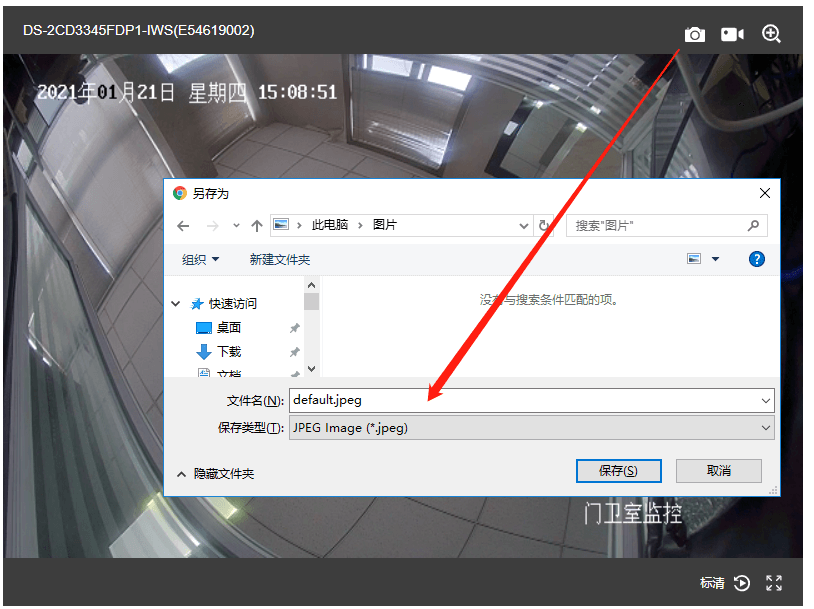 DS-2CD3345FDP1-IWS(E54619002)
2021年01月21日 星期四 15:08:51
另存为
此电脑 › 图片
搜索"图片"
组织
新建文件夹
快速访问
桌面
下载
文档
没有与搜索条件匹配的项。
文件名(N):
default.jpeg
保存类型(T):
JPEG Image (*.jpeg)
隐藏文件夹
保存(S)
取消
门卫室监控
标清